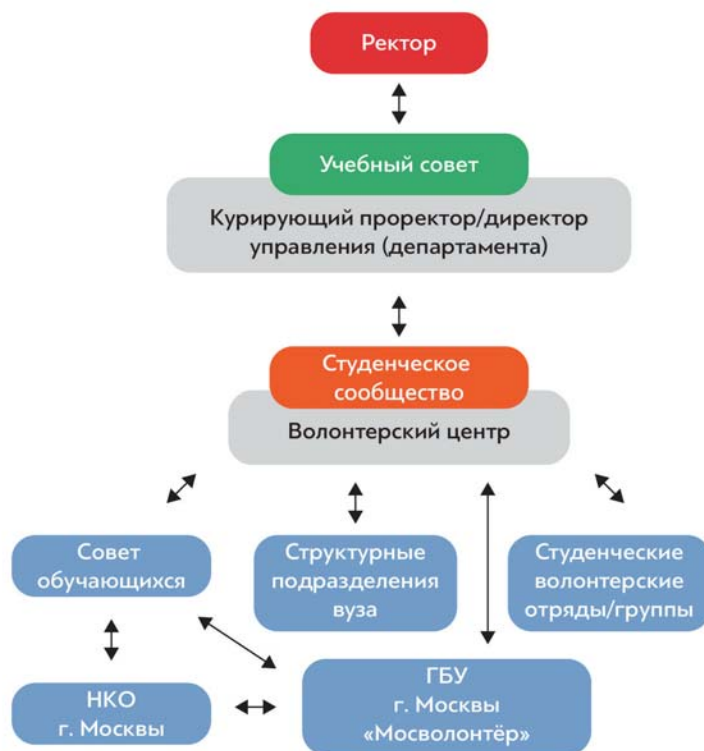 Ректор
Учебный совет
Курирующий проректор/директор
управления (департамента)
Студенческое
сообщество
Волонтерский центр
Совет
обучающихся
Структурные
подразделения
вуза
Студенческие
волонтерские
отряды/группы
НКО
г. Москвы
ГБУ
г. Москвы
«Мосволонтёр»